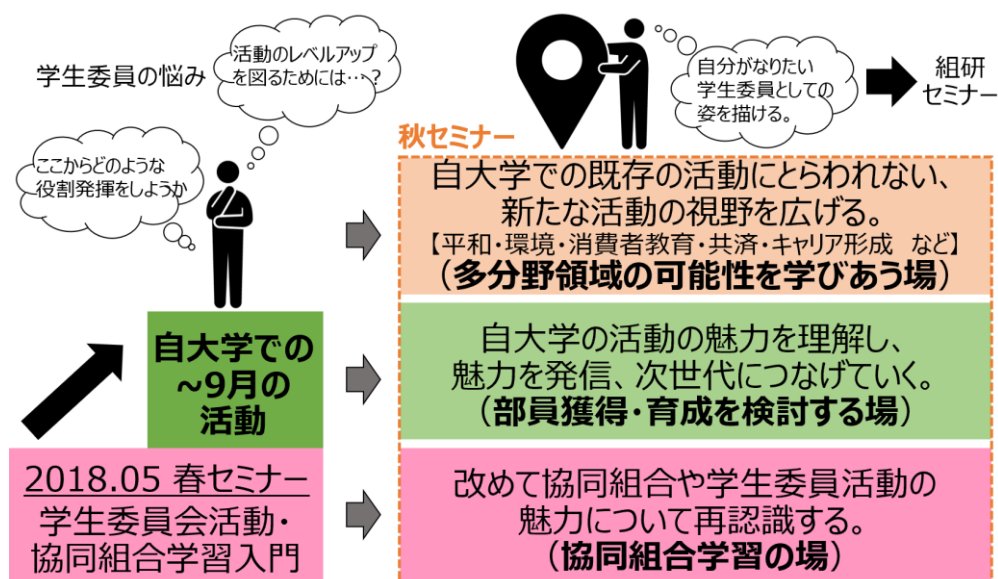 学生委員の悩み
活動のレベルアップ
を図るためには…?
ここからどのような
役割発揮をしようか
自分がなりたい
学生委員としての
姿を描ける。
組研
セミナー
秋セミナー
自大学での既存の活動にとらわれない、
新たな活動の視野を広げる。
【平和・環境・消費者教育・共済・キャリア形成 など】
（多分野領域の可能性を学びあう場）
自大学での
~9月の
活動
自大学の活動の魅力を理解し、
魅力を発信、次世代につなげていく。
（部員獲得・育成を検討する場）
2018.05 春セミナー
学生委員会活動・
協同組合学習入門
改めて協同組合や学生委員活動の
魅力について再認識する。
（協同組合学習の場）